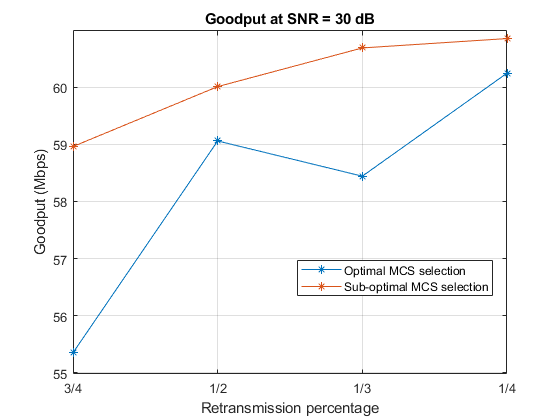 Goodput at SNR = 30 dB
Goodput (Mbps)
60
59
58
57
56
55
3/4
1/2
1/3
1/4
Retransmission percentage
Optimal MCS selection
Sub-optimal MCS selection